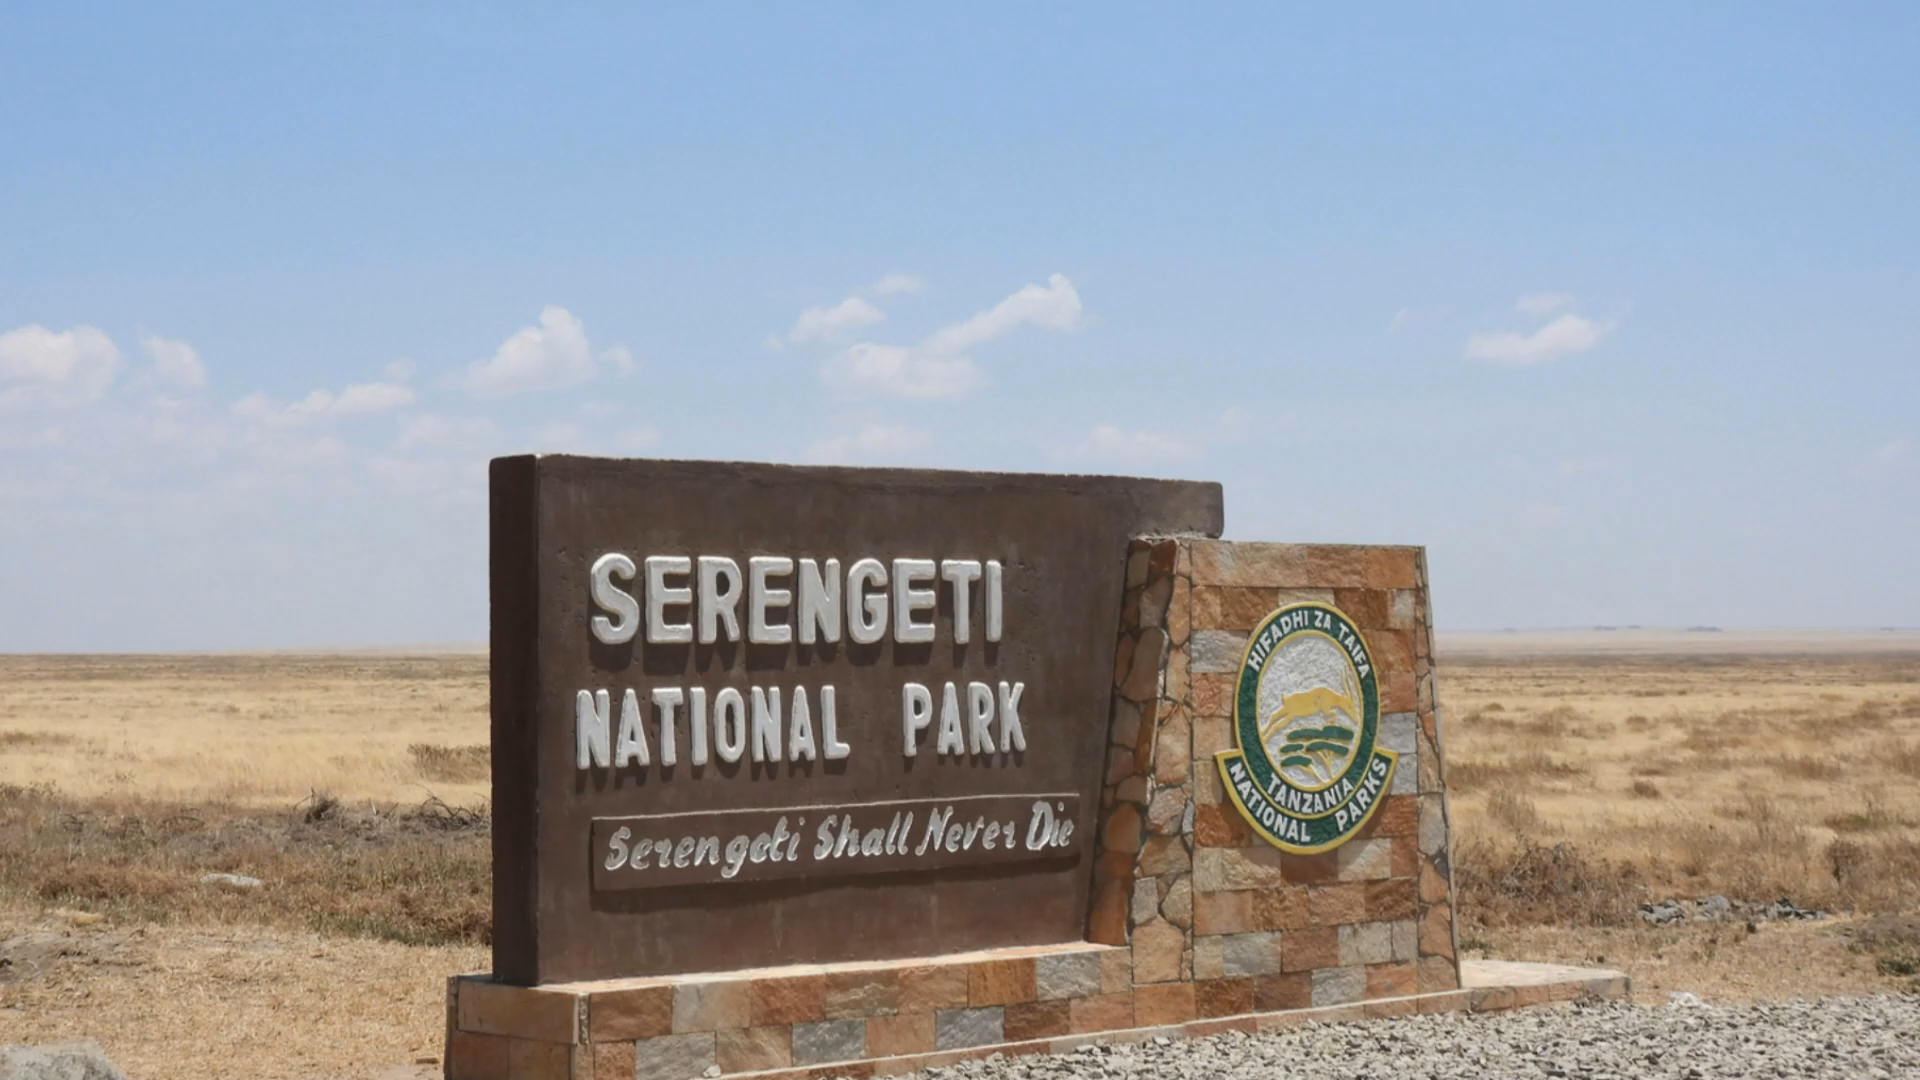 SERENGETI
NATIONAL PARK
Serengeti Shall Never Die
HIFADHI ZA TAIFA
TANZANIA
NATIONAL PARKS